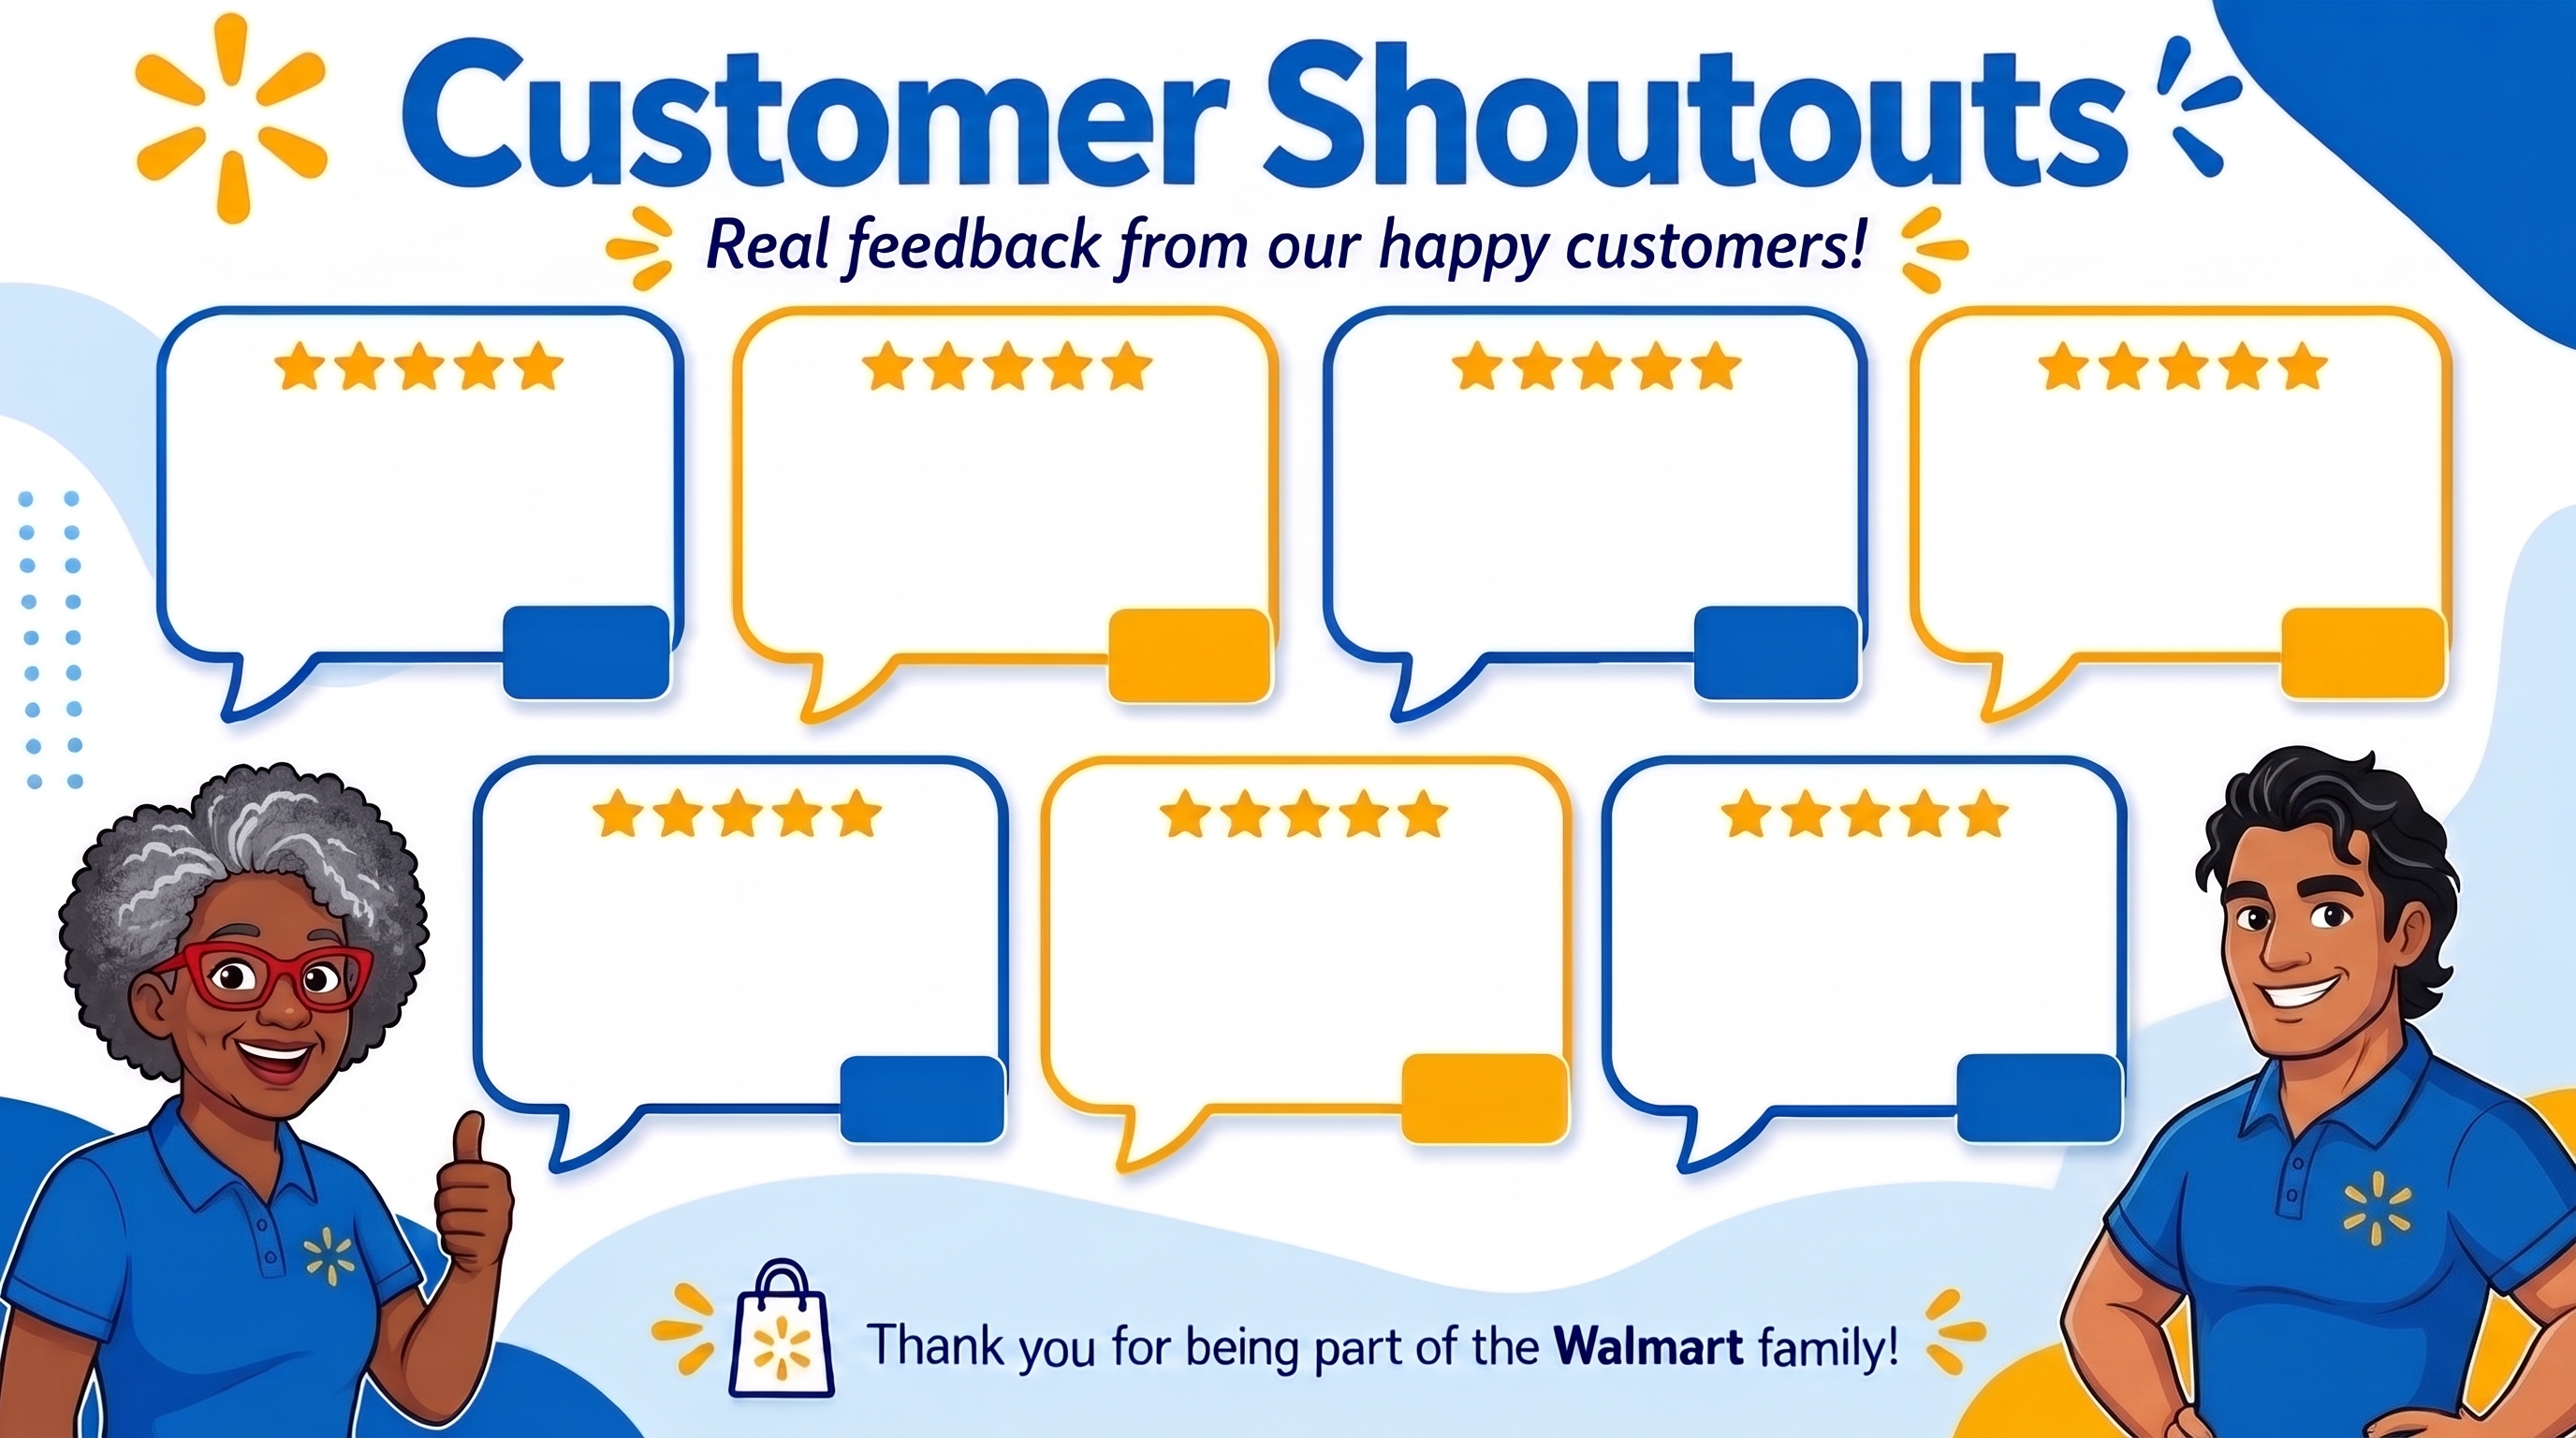 Customer Shoutouts
Real feedback from our happy customers!
Thank you for being part of the Walmart family!